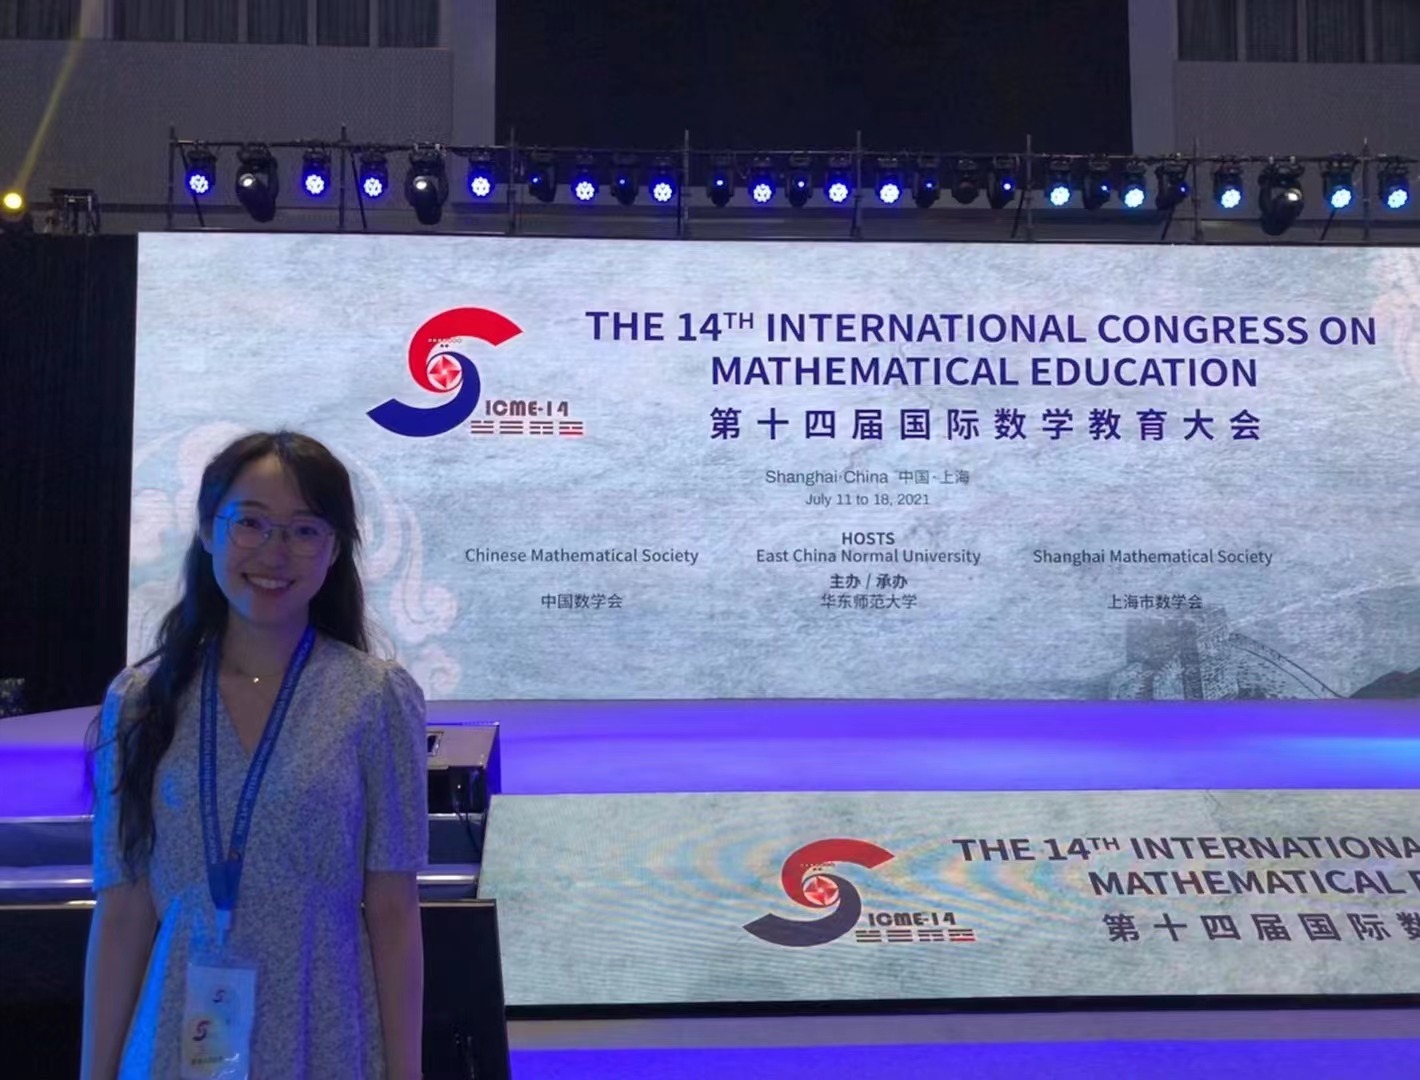 THE 14TH INTERNATIONAL CONGRESS ON
MATHEMATICAL EDUCATION
ICME-14
第十四届国际数学教育大会
Shanghai·China 中国-上海
July 11 to 18, 2021
HOSTS
Chinese Mathematical Society
East China Normal University
Shanghai Mathematical Society
主办 / 承办
中国数学会
华东师范大学
上海市数学会
THE 14TH INTERNATIONA
MATHEMATICAL E
ICME-14
第十四届国际数